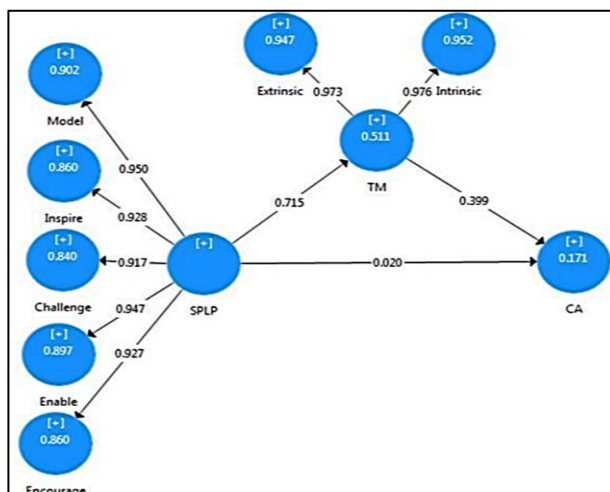 [+]
0.902
Model
[+]
0.860
Inspire
[+]
0.840
Challenge
[+]
0.897
Enable
[+]
0.860
Encourage
0.950
0.928
0.917
0.947
0.927
[+]
SPLP
0.715
0.020
[+]
0.947
Extrinsic
[+]
0.952
Intrinsic
0.973
0.976
[+]
0.511
TM
0.399
[+]
0.171
CA